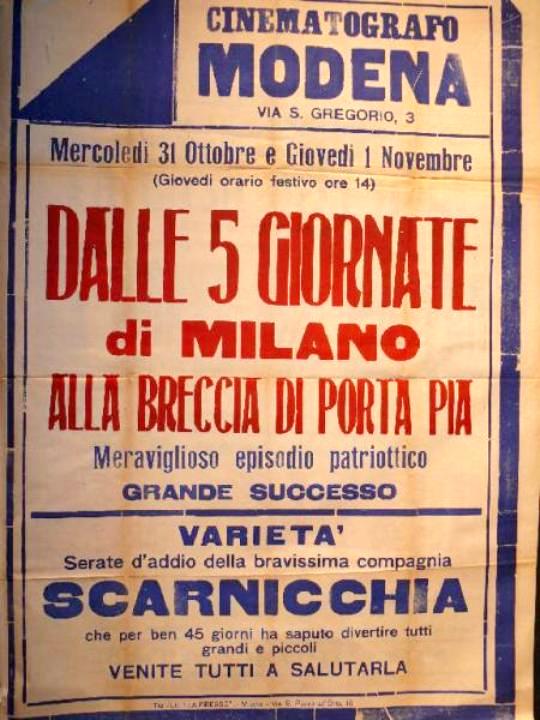 CINEMATOGRAFO
MODENA
VIA S. GREGORIO, 3
Mercoledì 31 Ottobre e Giovedì 1 Novembre
(Giovedì orario festivo ore 14)
DALLE 5 GIORNATE
di MILANO
ALLA BRECCIA DI PORTA PIA
Meraviglioso episodio patriottico
GRANDE SUCCESSO
VARIETA'
Serate d'addio della bravissima compagnia
SCARNICCHIA
che per ben 45 giorni ha saputo divertire tutti
grandi e piccoli
VENITE TUTTI A SALUTARLA